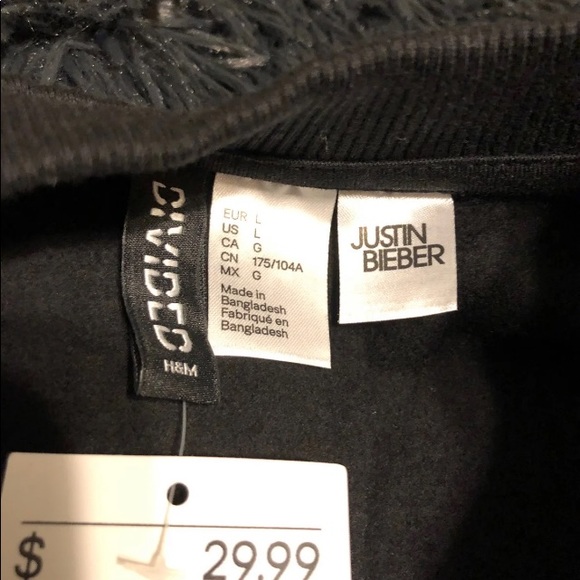 DIVIDED
H&M
EUR L
US L
CA G
CN 175/104A
MX G
Made in
Bangladesh
Fabriqué en
Bangladesh
JUSTIN
BIEBER
$ 29.99